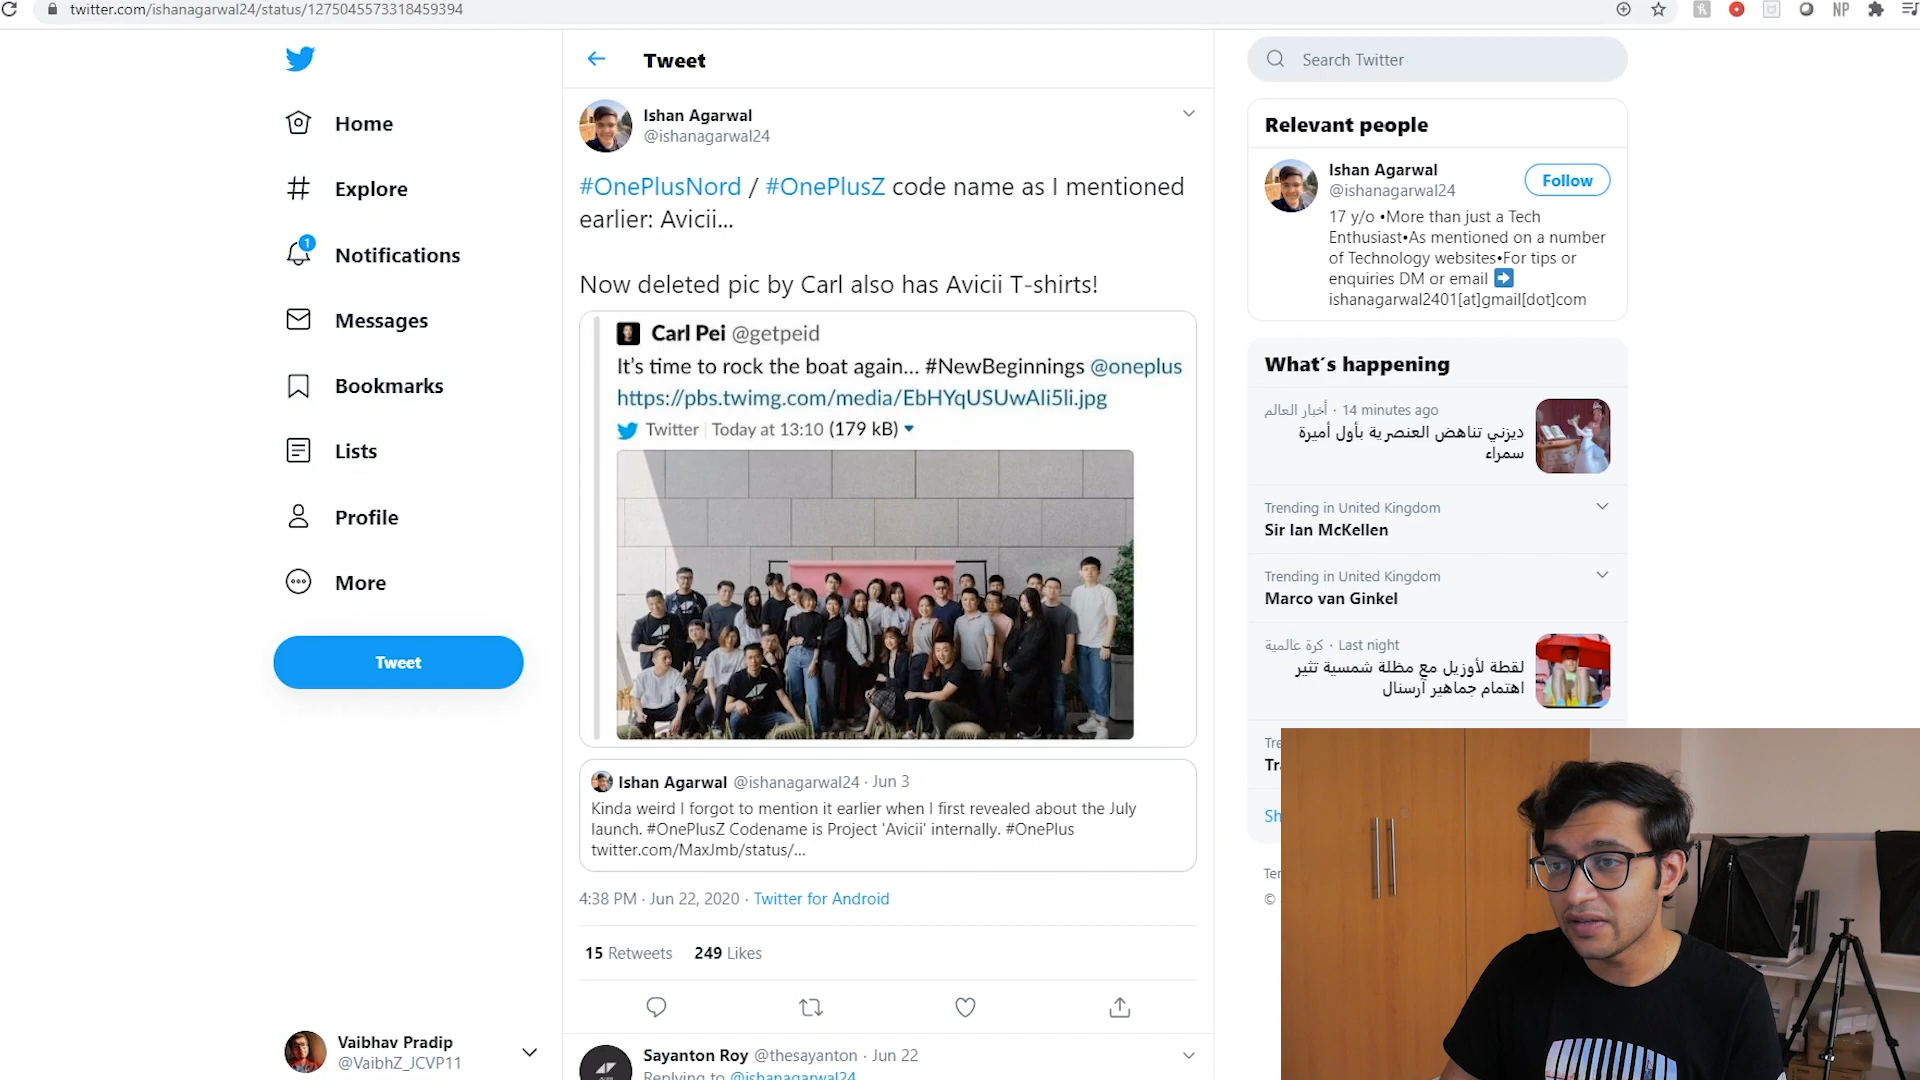 twitter.com/ishanagarwal24/status/1275045573318459394
NP
Home
Explore
1
Notifications
Messages
Bookmarks
Lists
Profile
More
Tweet
Vaibhav Pradip
@VaibhZ_JCVP11
Tweet
Ishan Agarwal
@ishanagarwal24
#OnePlusNord / #OnePlusZ code name as I mentioned
earlier: Avicii...
Now deleted pic by Carl also has Avicii T-shirts!
Carl Pei @getpeid
It's time to rock the boat again... #NewBeginnings @oneplus
https://pbs.twimg.com/media/EbHYqUSUwAIi5li.jpg
Twitter | Today at 13:10 (179 kB)
Ishan Agarwal @ishanagarwal24 · Jun 3
Kinda weird I forgot to mention it earlier when I first revealed about the July
launch. #OnePlusZ Codename is Project 'Avicii' internally. #OnePlus
twitter.com/MaxJmb/status/...
4:38 PM · Jun 22, 2020 · Twitter for Android
15 Retweets 249 Likes
Sayanton Roy @thesayanton · Jun 22
Replying to @ishanagarwal24
Search Twitter
Relevant people
Ishan Agarwal
@ishanagarwal24
Follow
17 y/o •More than just a Tech
Enthusiast•As mentioned on a number
of Technology websites•For tips or
enquiries DM or email
ishanagarwal2401[at]gmail[dot]com
What's happening
أخبار العالم · 14 minutes ago
ديزني تناهض العنصرية بأول أميرة
سمراء
Trending in United Kingdom
Sir Ian McKellen
Trending in United Kingdom
Marco van Ginkel
كرة عالمية · Last night
لقطة لأوزيل مع مظلة شمسية تثير
اهتمام جماهير آرسنال
Tre
Tr
Sh
Ter
©